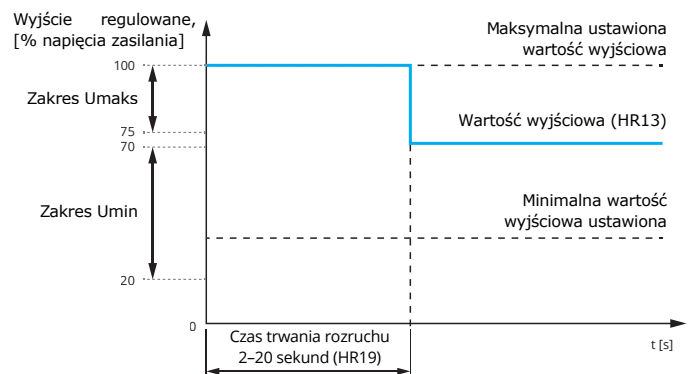 Wyjście regulowane,
[% napięcia zasilania]
Maksymalna ustawiona
wartość wyjściowa
100
Zakres Umaks
Wartość wyjściowa (HR13)
75
70
Minimalna wartość
wyjściowa ustawiona
Zakres Umin
20
0
Czas trwania rozruchu
2–20 sekund (HR19)
t [s]